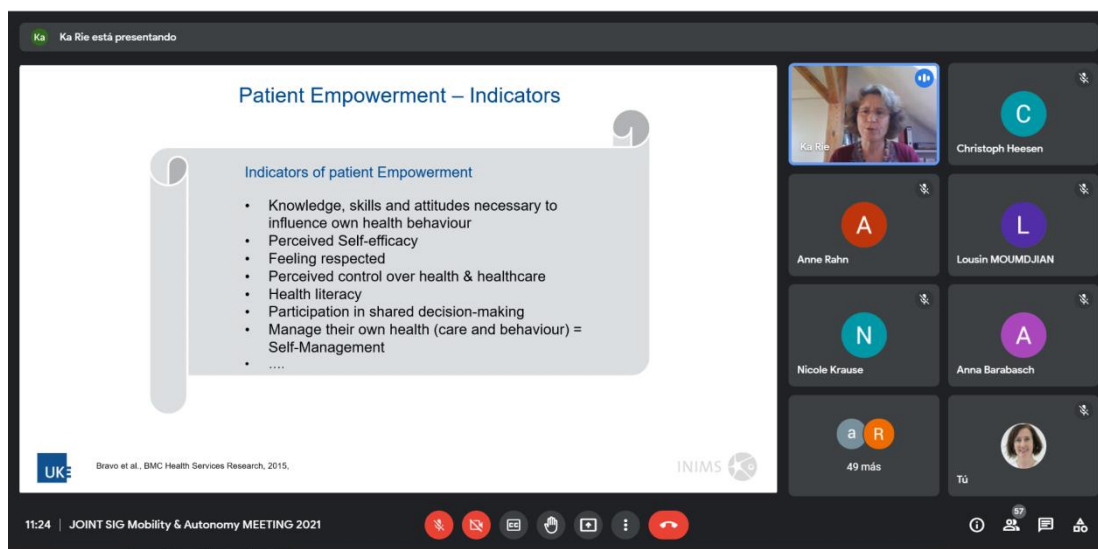 Ka
Ka Rie está presentando
Patient Empowerment – Indicators
Indicators of patient Empowerment
• Knowledge, skills and attitudes necessary to
influence own health behaviour
• Perceived Self-efficacy
• Feeling respected
• Perceived control over health & healthcare
• Health literacy
• Participation in shared decision-making
• Manage their own health (care and behaviour) =
Self-Management
• ....
UKE
Bravo et al., BMC Health Services Research, 2015,
INIMS
Ka Rie
C
Christoph Heesen
A
Anne Rahn
L
Lousin MOUMDJIAN
N
Nicole Krause
A
Anna Barabasch
a R
49 más
Tú
11:24 | JOINT SIG Mobility & Autonomy MEETING 2021
CC
57